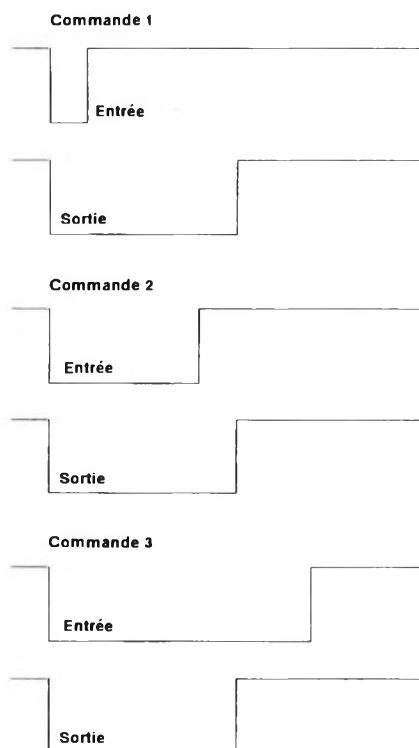 Commande 1
Entrée
Sortie
Commande 2
Entrée
Sortie
Commande 3
Entrée
Sortie